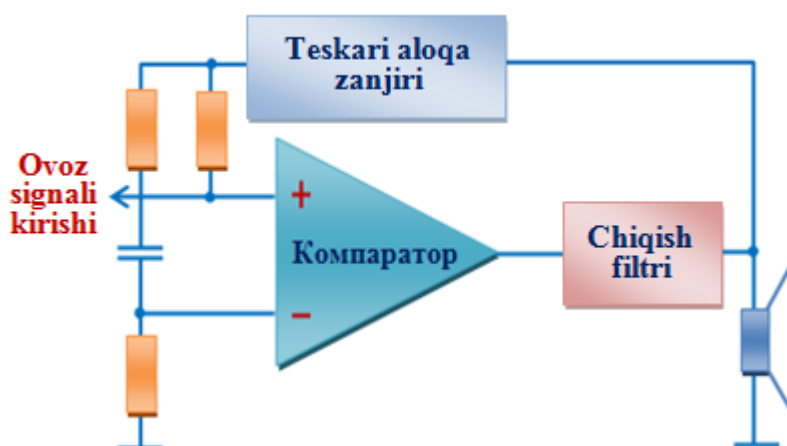 Teskari aloqa
zanjiri
Ovoz
signali
kirishi
+
Компаратор
−
Chiqish
filtri